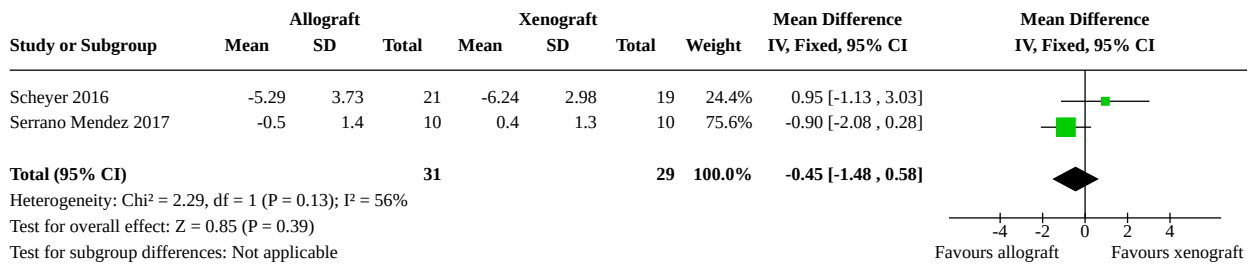 Allograft Xenograft Mean Difference Mean Difference
Study or Subgroup Mean SD Total Mean SD Total Weight IV, Fixed, 95% CI IV, Fixed, 95% CI
Scheyer 2016 -5.29 3.73 21 -6.24 2.98 19 24.4% 0.95 [-1.13 , 3.03]
Serrano Mendez 2017 -0.5 1.4 10 0.4 1.3 10 75.6% -0.90 [-2.08 , 0.28]
Total (95% CI) 31 29 100.0% -0.45 [-1.48 , 0.58]
Heterogeneity: Chi² = 2.29, df = 1 (P = 0.13); I² = 56%
Test for overall effect: Z = 0.85 (P = 0.39)
-4 -2 0 2 4
Test for subgroup differences: Not applicable Favours allograft Favours xenograft